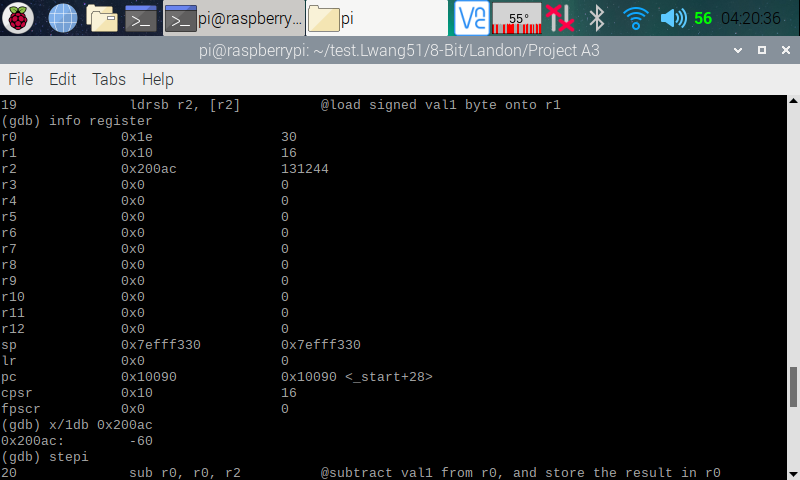 pi@raspberry... pi 55° 56 04:20:36
pi@raspberrypi: ~/test.Lwang51/8-Bit/Landon/Project A3
File Edit Tabs Help
19 ldrsb r2, [r2] @load signed val1 byte onto r1
(gdb) info register
r0 0x1e 30
r1 0x10 16
r2 0x200ac 131244
r3 0x0 0
r4 0x0 0
r5 0x0 0
r6 0x0 0
r7 0x0 0
r8 0x0 0
r9 0x0 0
r10 0x0 0
r11 0x0 0
r12 0x0 0
sp 0x7efff330 0x7efff330
lr 0x0 0
pc 0x10090 0x10090 <_start+28>
cpsr 0x10 16
fpscr 0x0 0
(gdb) x/1db 0x200ac
0x200ac: -60
(gdb) stepi
20 sub r0, r0, r2 @subtract val1 from r0, and store the result in r0